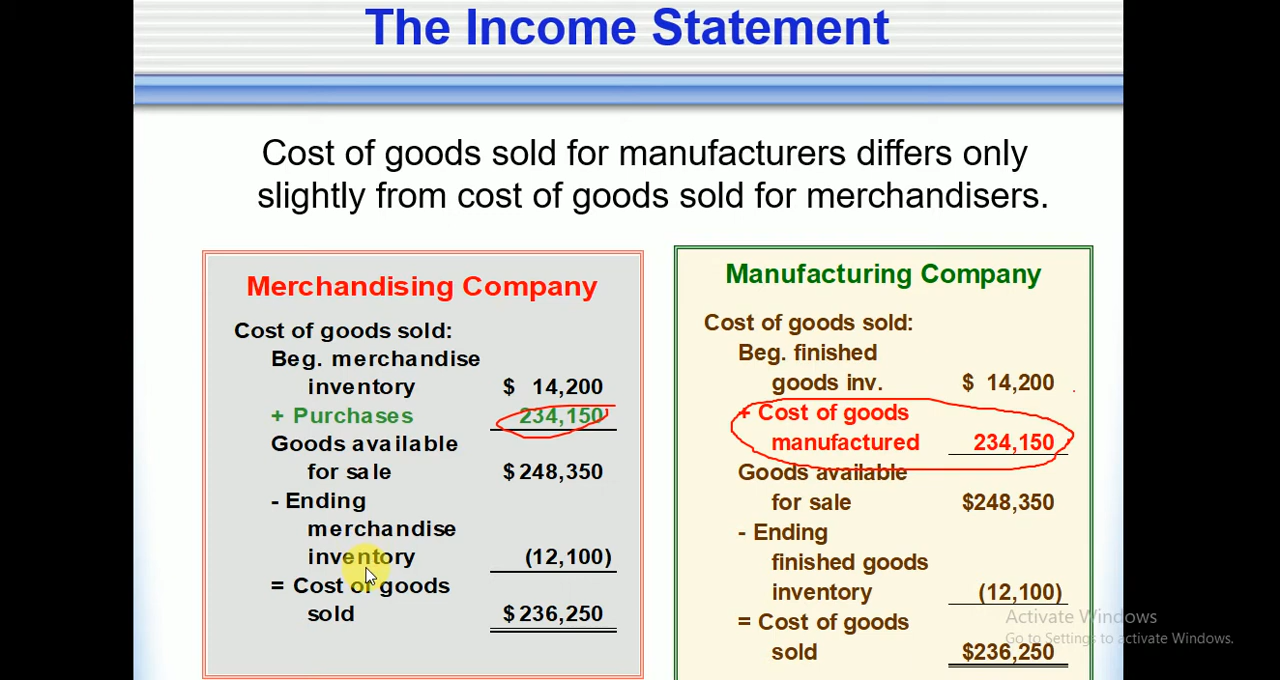 The Income Statement
Cost of goods sold for manufacturers differs only
slightly from cost of goods sold for merchandisers.
Merchandising Company
Cost of goods sold:
Beg. merchandise
inventory $ 14,200
+ Purchases 234,150
Goods available
for sale $ 248,350
- Ending
merchandise
inventory (12,100)
= Cost of goods
sold $ 236,250
Manufacturing Company
Cost of goods sold:
Beg. finished
goods inv. $ 14,200
+ Cost of goods
manufactured 234,150
Goods available
for sale $248,350
- Ending
finished goods
inventory (12,100)
= Cost of goods
sold $236,250
Activate Windows
Go to Settings to activate Windows.